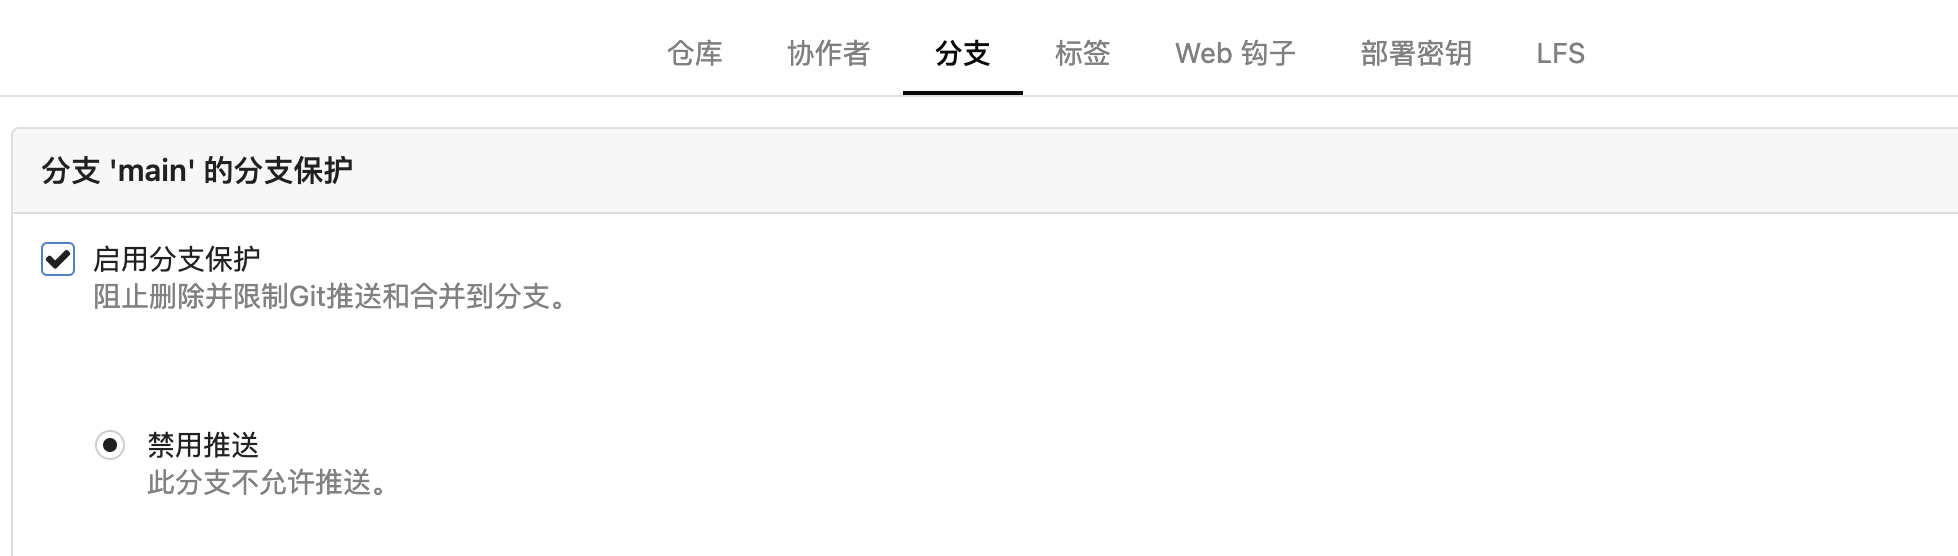 仓库 协作者 分支 标签 Web 钩子 部署密钥 LFS
分支 'main' 的分支保护
启用分支保护
阻止删除并限制Git推送和合并到分支。
禁用推送
此分支不允许推送。